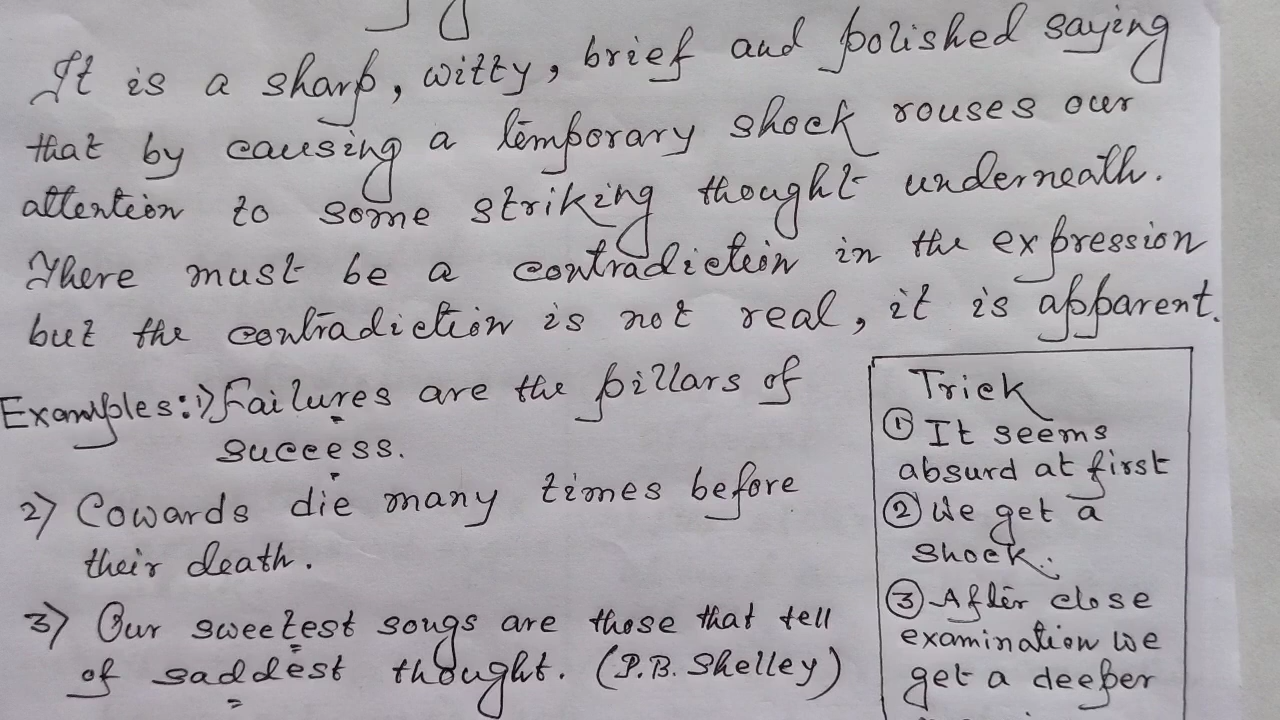 It is a sharp, witty, brief and polished saying
that by causing a temporary shock rouses our
attention to some striking thought underneath.
There must be a contradiction in the expression
but the contradiction is not real, it is apparent.
Examples: 1) Failures are the pillars of
success.
2) Cowards die many times before
their death.
3) Our sweetest songs are those that tell
of saddest thought. (P.B. Shelley)
Trick
① It seems
absurd at first
② We get a
shock.
③ After close
examination we
get a deeper